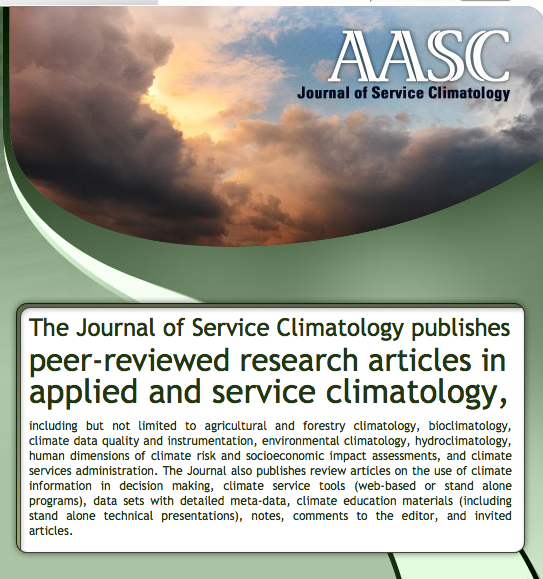 AASC
Journal of Service Climatology
The Journal of Service Climatology publishes
peer-reviewed research articles in
applied and service climatology,
including but not limited to agricultural and forestry climatology, bioclimatology,
climate data quality and instrumentation, environmental climatology, hydroclimatology,
human dimensions of climate risk and socioeconomic impact assessments, and climate
services administration. The Journal also publishes review articles on the use of climate
information in decision making, climate service tools (web-based or stand alone
programs), data sets with detailed meta-data, climate education materials (including
stand alone technical presentations), notes, comments to the editor, and invited
articles.